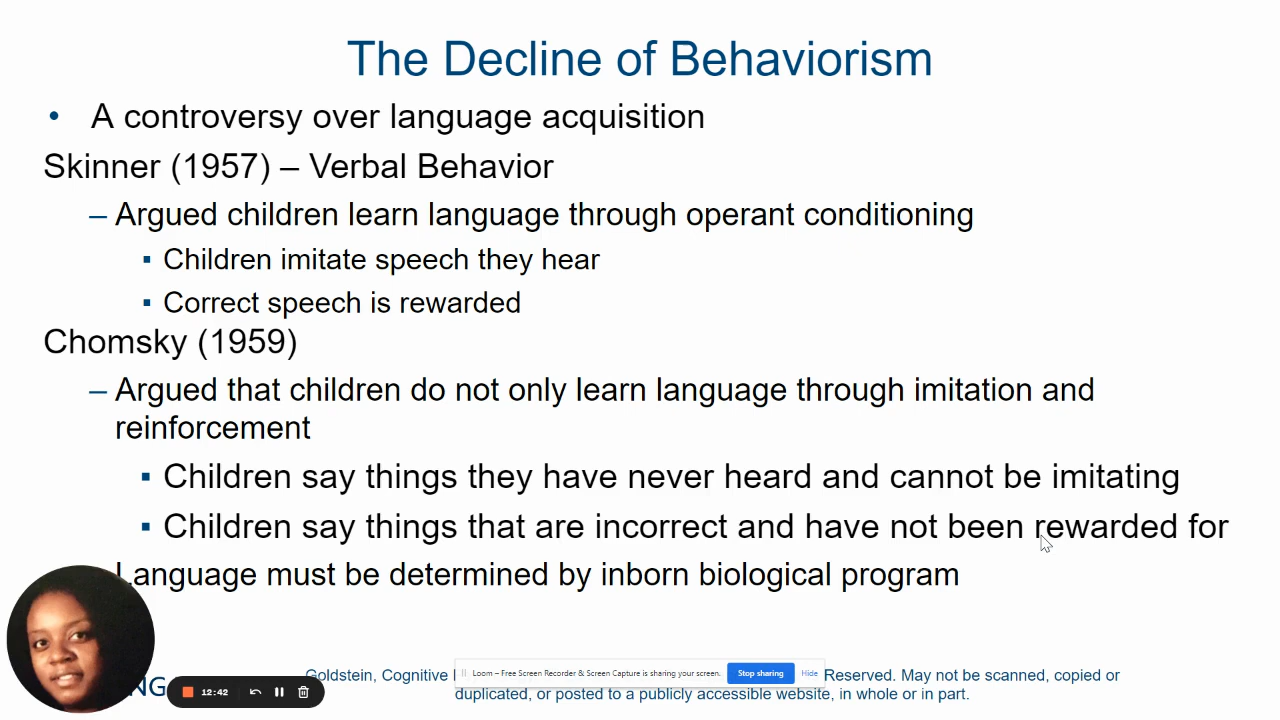 The Decline of Behaviorism
• A controversy over language acquisition
Skinner (1957) – Verbal Behavior
– Argued children learn language through operant conditioning
▪ Children imitate speech they hear
▪ Correct speech is rewarded
Chomsky (1959)
– Argued that children do not only learn language through imitation and
reinforcement
▪ Children say things they have never heard and cannot be imitating
▪ Children say things that are incorrect and have not been rewarded for
Language must be determined by inborn biological program
Goldstein, Cognitive Reserved. May not be scanned, copied or
duplicated, or posted to a publicly accessible website, in whole or in part.
Loom – Free Screen Recorder & Screen Capture is sharing your screen. Stop sharing Hide
12:42